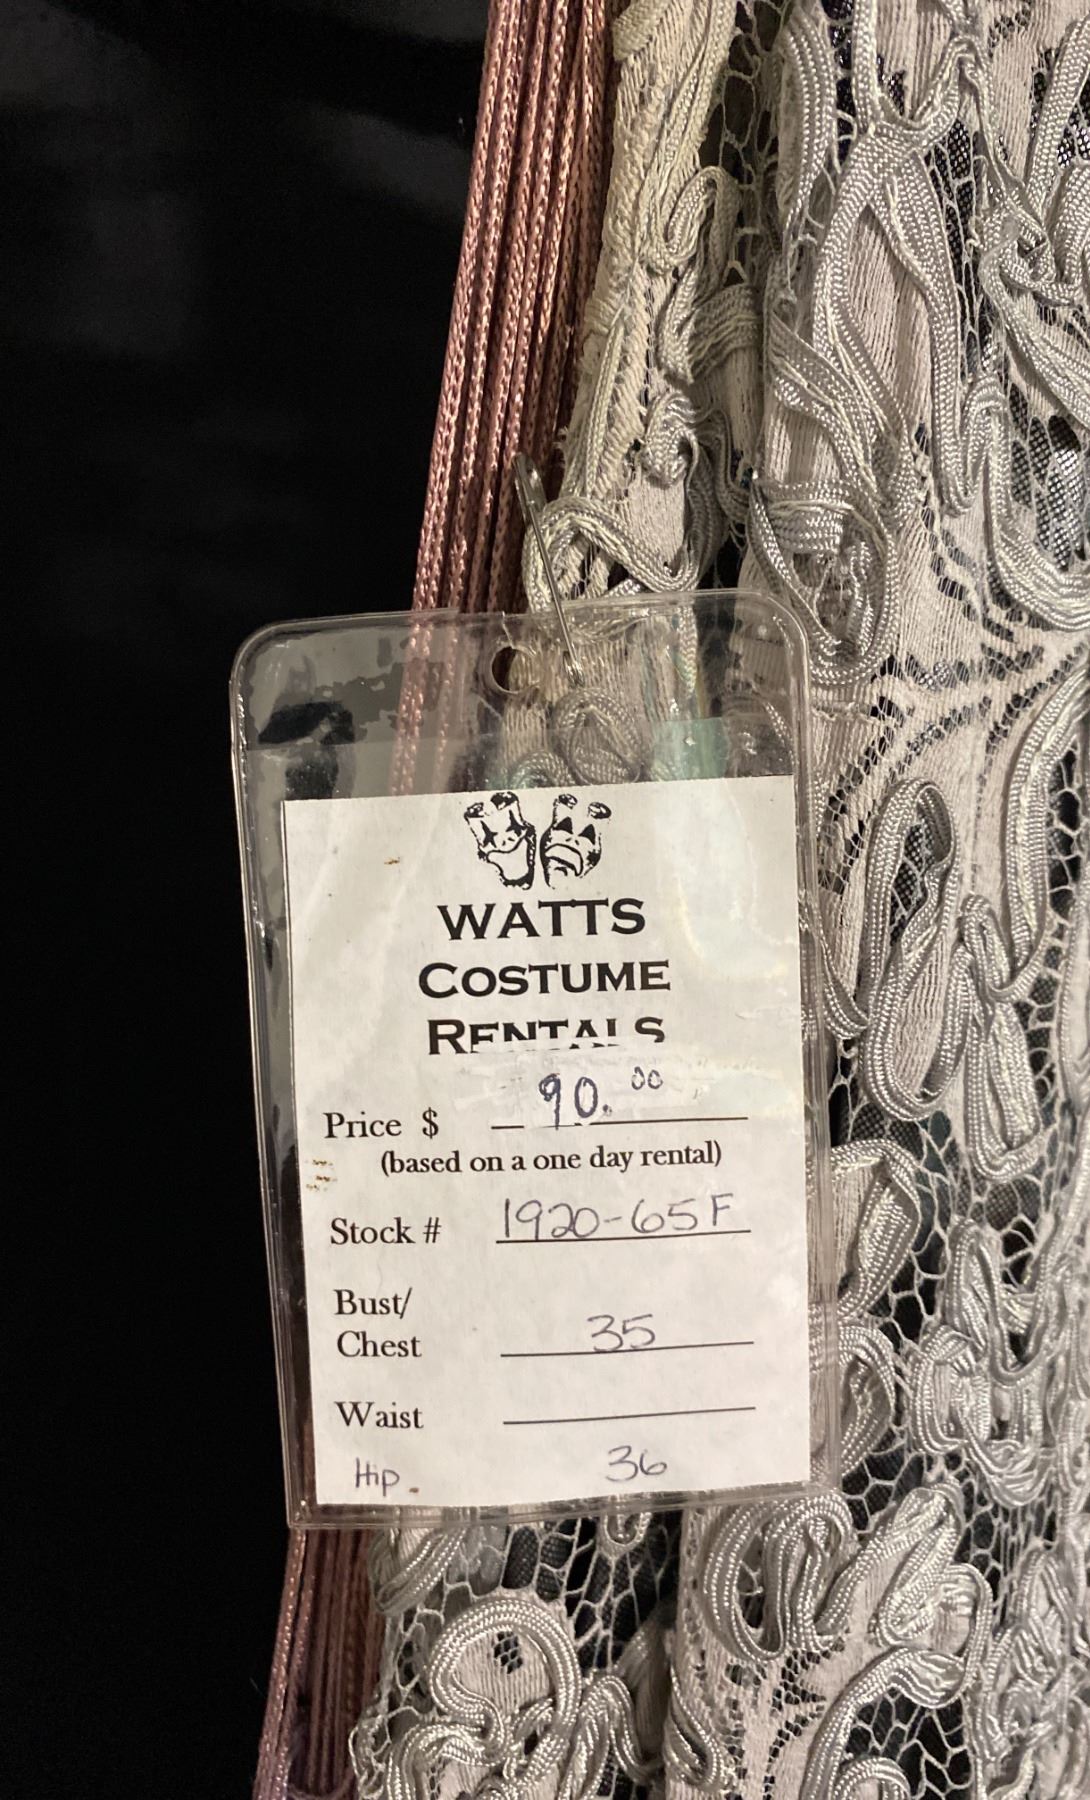 WATTS
COSTUME
RENTALS
Price $ 90.00
(based on a one day rental)
Stock # 1920-65F
Bust/
Chest 35
Waist
Hip. 36